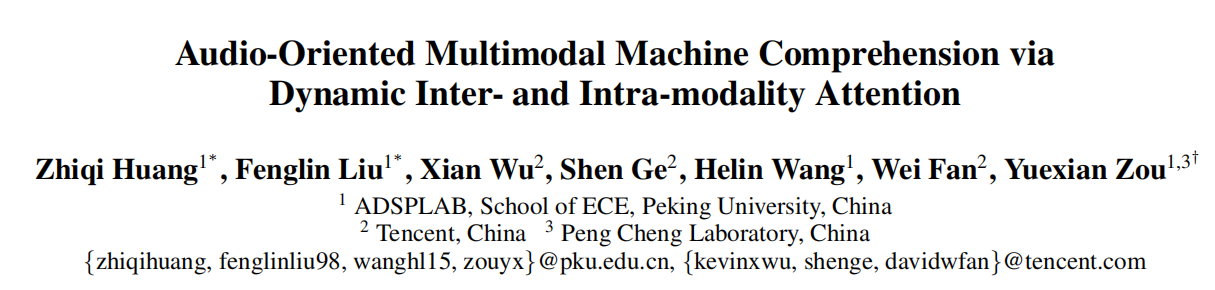 Audio-Oriented Multimodal Machine Comprehension via
Dynamic Inter- and Intra-modality Attention
Zhiqi Huang1*, Fenglin Liu1*, Xian Wu2, Shen Ge2, Helin Wang1, Wei Fan2, Yuexian Zou1,3†
1 ADSPLAB, School of ECE, Peking University, China
2 Tencent, China 3 Peng Cheng Laboratory, China
{zhiqihuang, fenglinliu98, wanghl15, zouyx}@pku.edu.cn, {kevinxwu, shenge, davidwfan}@tencent.com